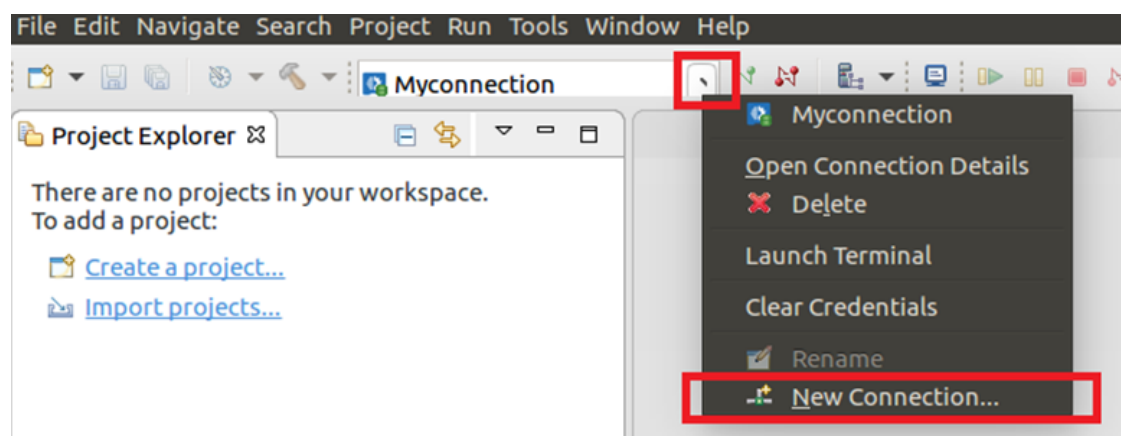 File Edit Navigate Search Project Run Tools Window Help
Myconnection
Project Explorer
There are no projects in your workspace.
To add a project:
Create a project...
Import projects...
Myconnection
Open Connection Details
Delete
Launch Terminal
Clear Credentials
Rename
New Connection...